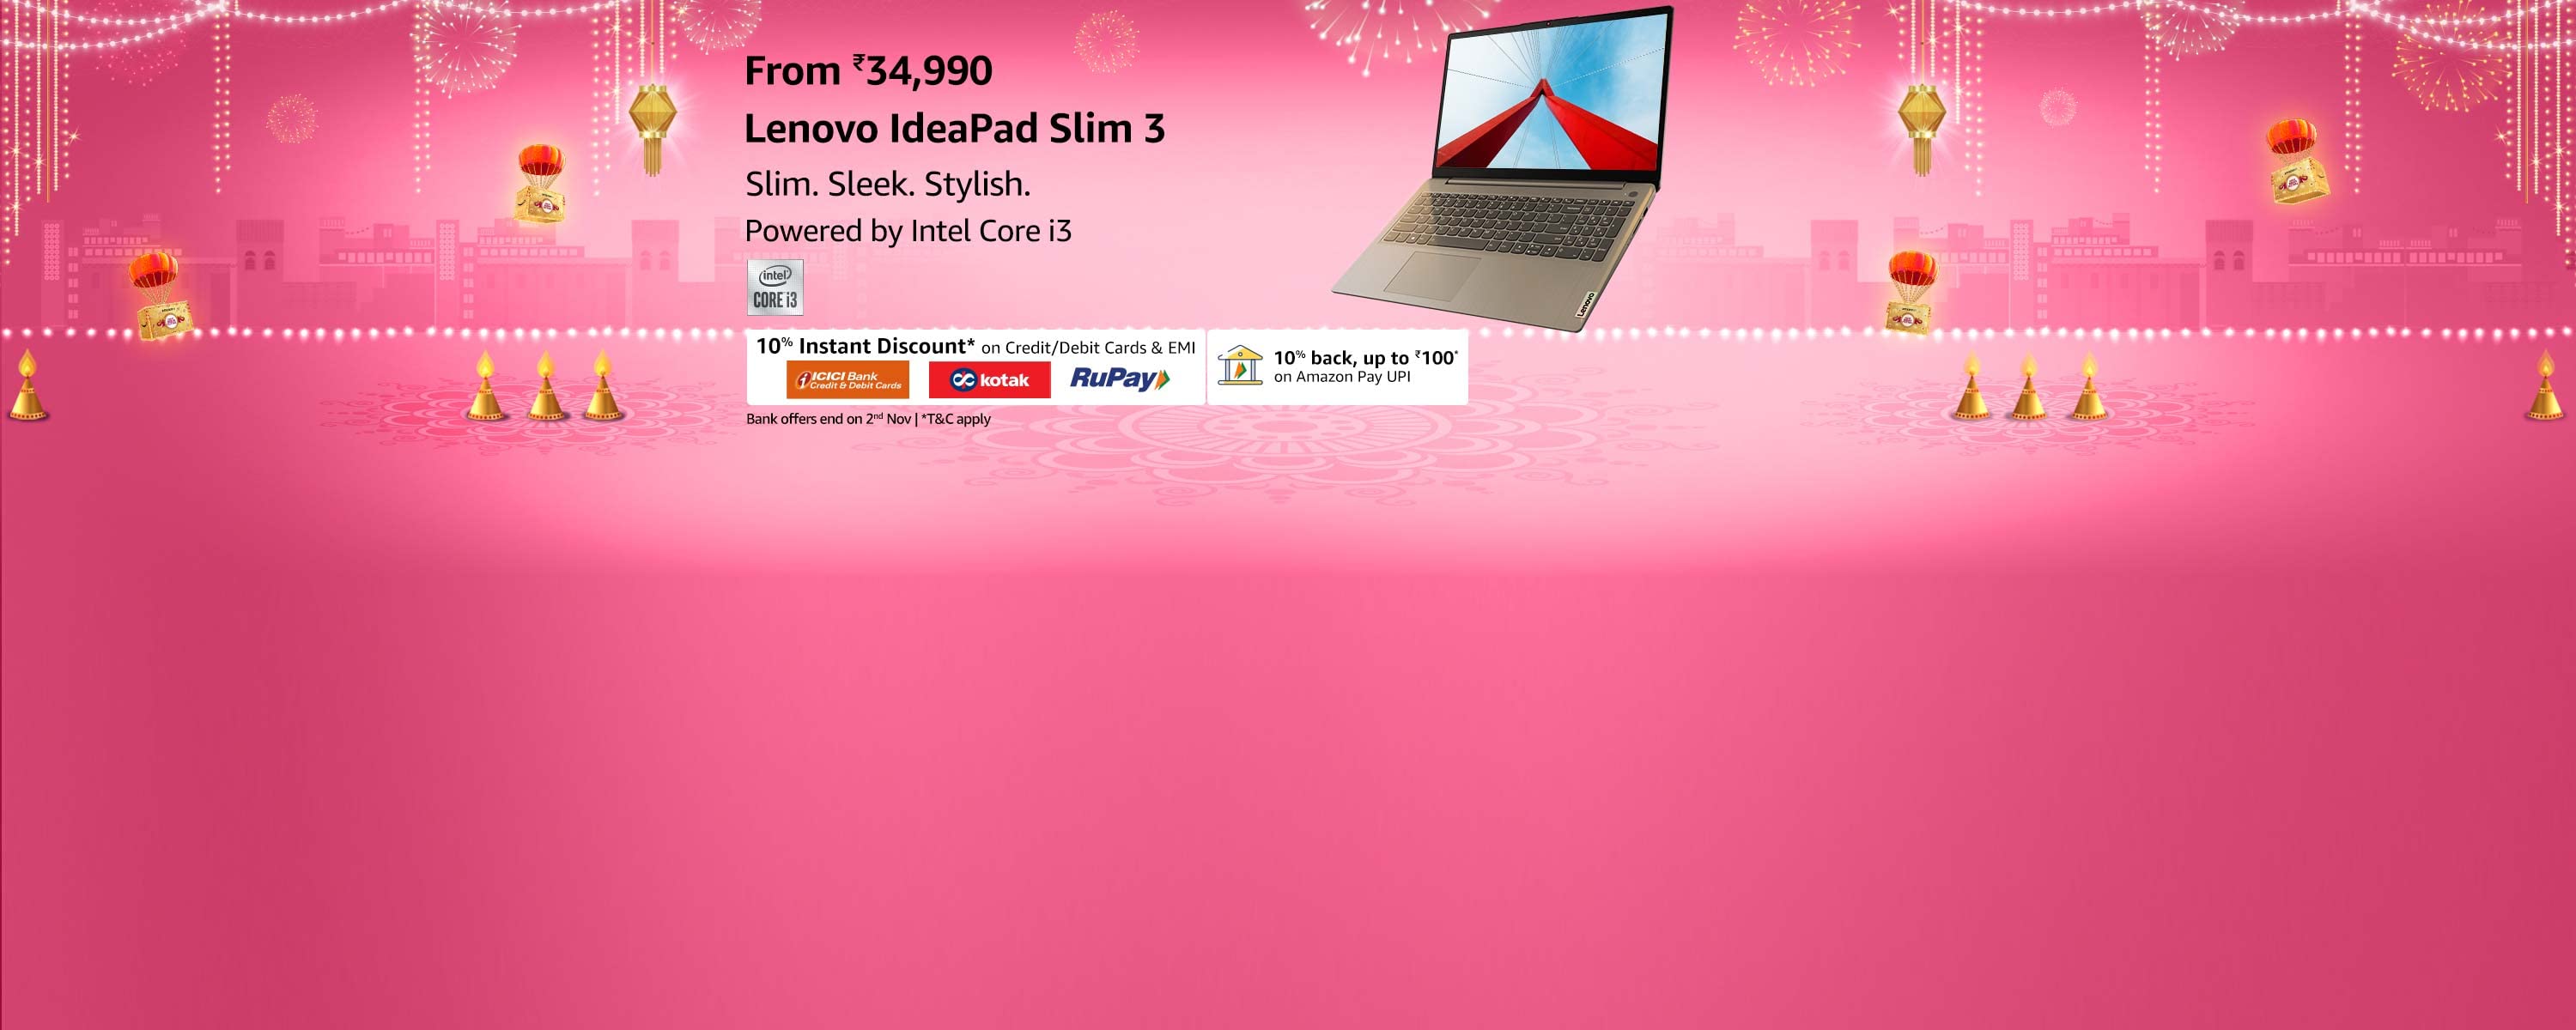 From ₹34,990
Lenovo IdeaPad Slim 3
Slim. Sleek. Stylish.
Powered by Intel Core i3
intel
CORE i3
Lenovo
10% Instant Discount* on Credit/Debit Cards & EMI
ICICI Bank
Credit & Debit Cards
kotak
RuPay
10% back, up to ₹100*
on Amazon Pay UPI
Bank offers end on 2nd Nov | *T&C apply